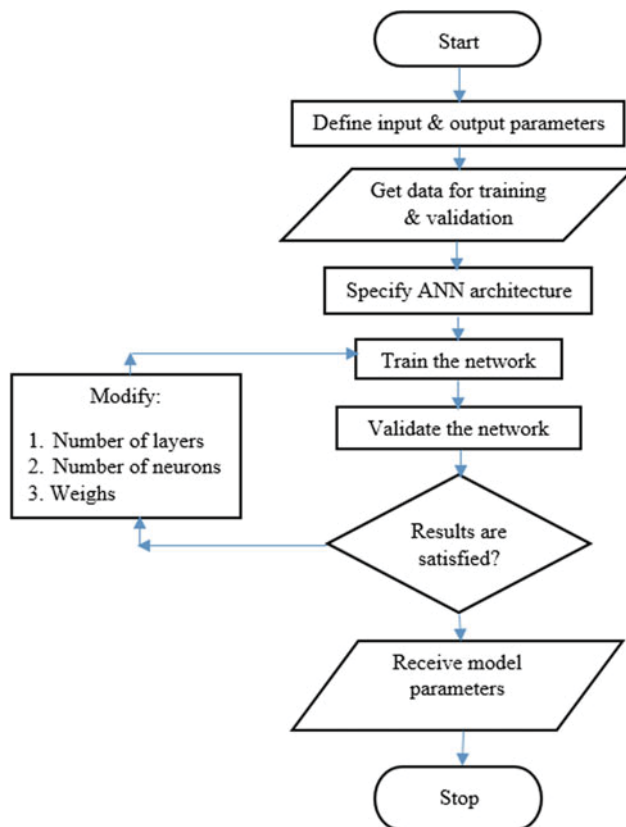 Start
Define input & output parameters
Get data for training
& validation
Specify ANN architecture
Train the network
Modify:
1. Number of layers
2. Number of neurons
3. Weighs
Validate the network
Results are
satisfied?
Receive model
parameters
Stop